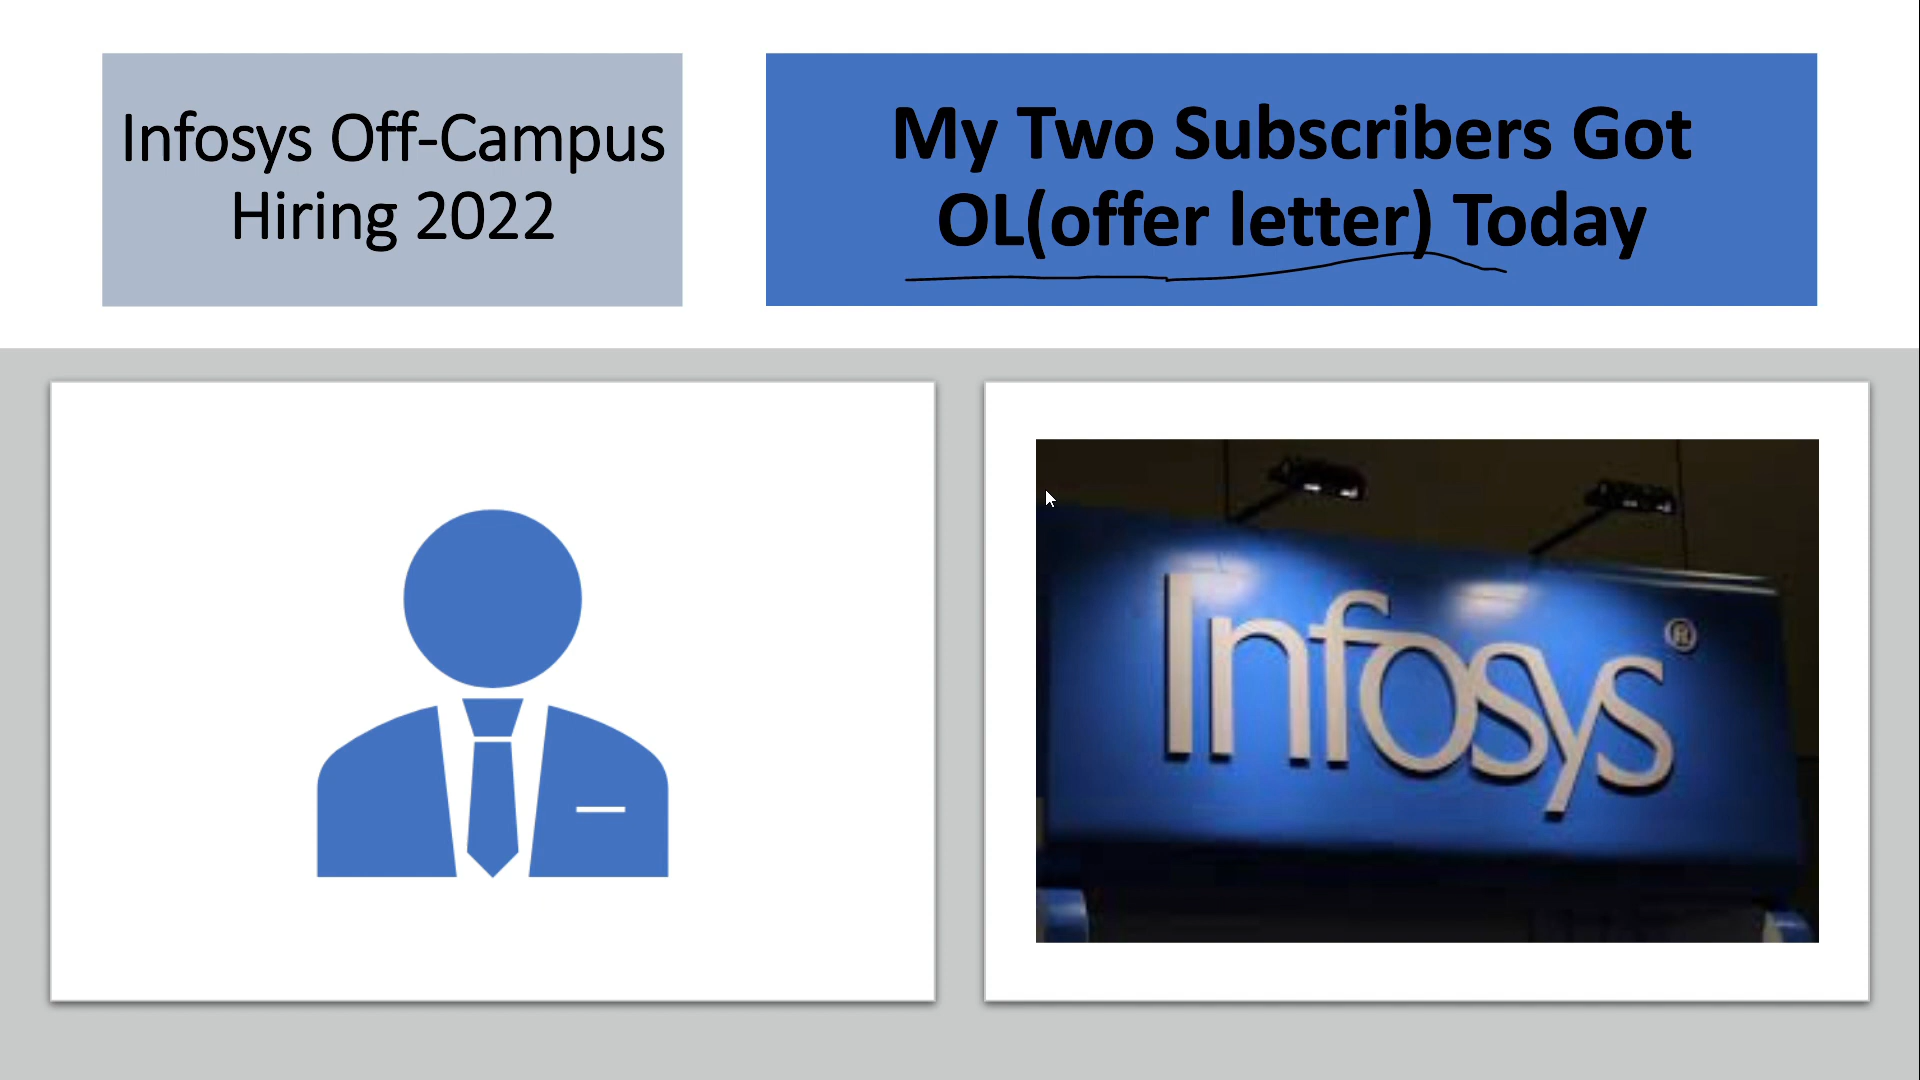 Infosys Off-Campus
Hiring 2022
My Two Subscribers Got
OL(offer letter) Today
Infosys®